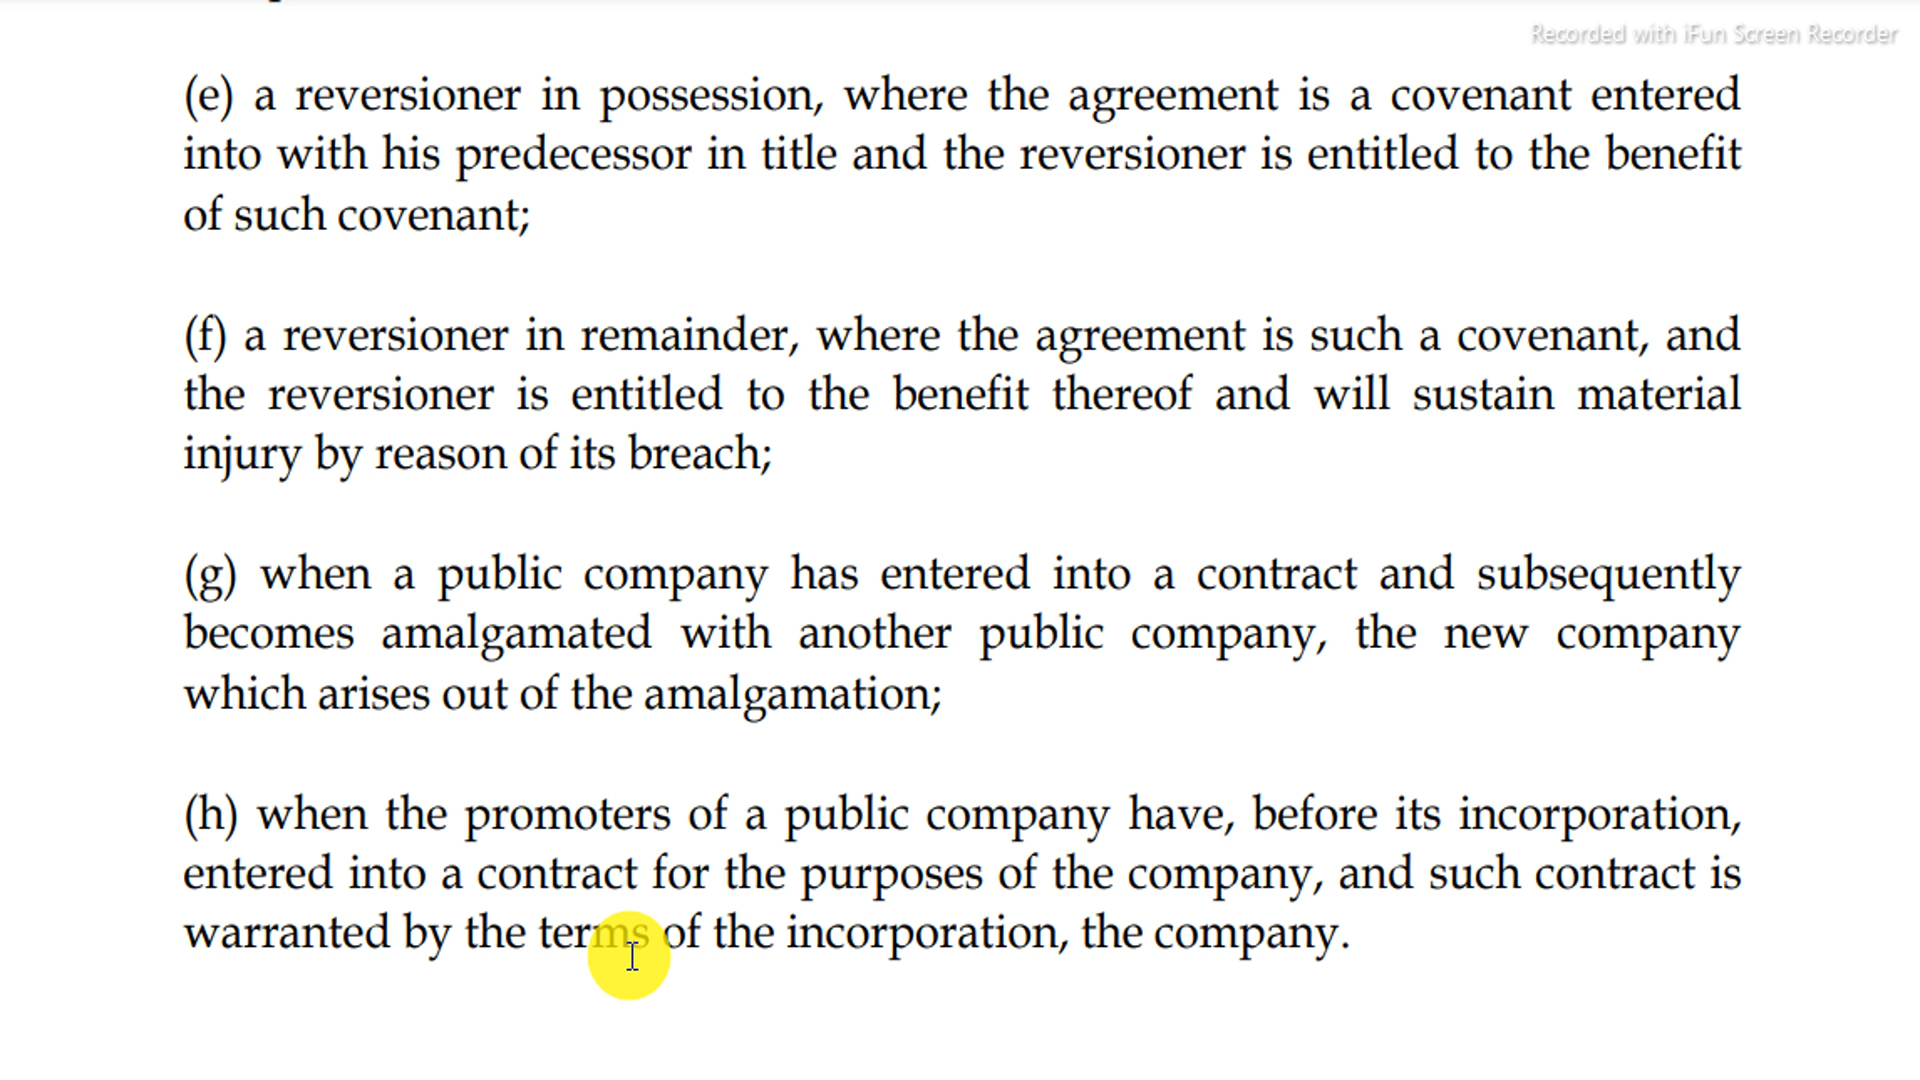 Recorded with iFun Screen Recorder
(e) a reversioner in possession, where the agreement is a covenant entered
into with his predecessor in title and the reversioner is entitled to the benefit
of such covenant;
(f) a reversioner in remainder, where the agreement is such a covenant, and
the reversioner is entitled to the benefit thereof and will sustain material
injury by reason of its breach;
(g) when a public company has entered into a contract and subsequently
becomes amalgamated with another public company, the new company
which arises out of the amalgamation;
(h) when the promoters of a public company have, before its incorporation,
entered into a contract for the purposes of the company, and such contract is
warranted by the terms of the incorporation, the company.